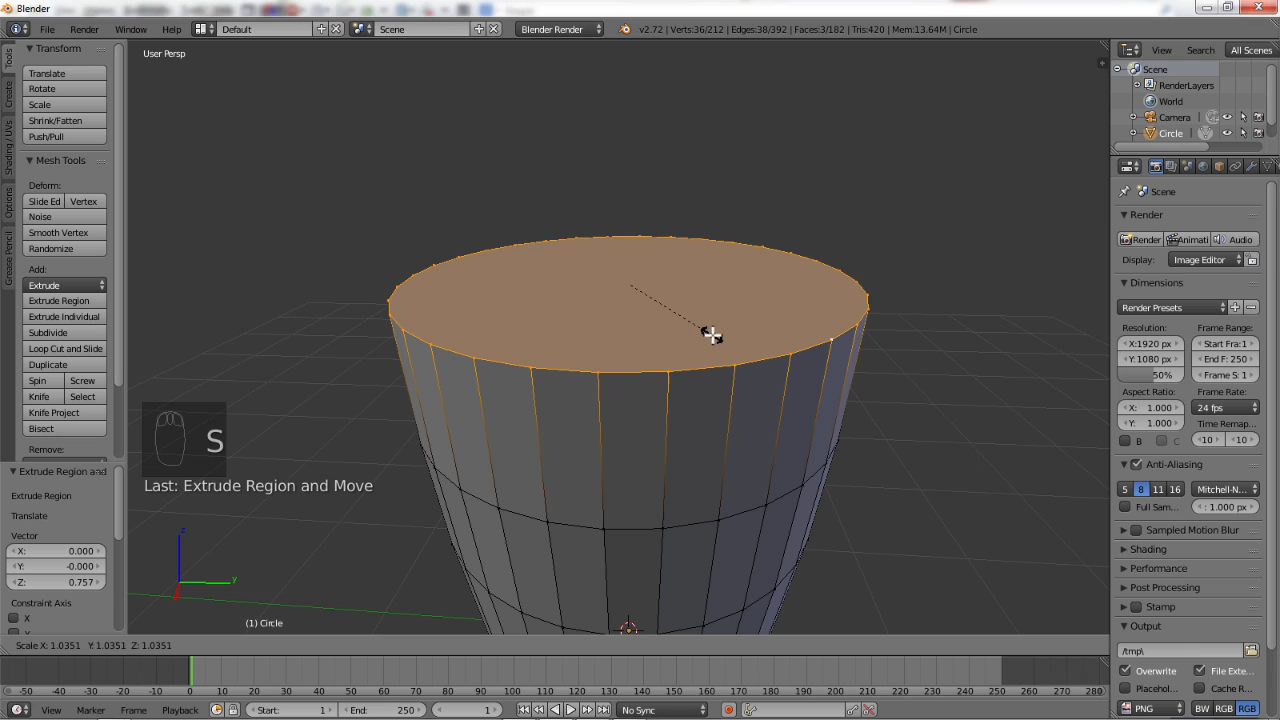 Blender
File Render Window Help Default Scene Blender Render v2.72 | Verts:36/212 | Edges:38/392 | Faces:3/182 | Tris:420 | Mem:13.64M | Circle
Tools
Create
Shading / UVs
Options
Grease Pencil
Transform
Translate
Rotate
Scale
Shrink/Fatten
Push/Pull
Mesh Tools
Deform:
Slide Ed Vertex
Noise
Smooth Vertex
Randomize
Add:
Extrude
Extrude Region
Extrude Individual
Subdivide
Loop Cut and Slide
Duplicate
Spin Screw
Knife Select
Knife Project
Bisect
Remove:
Extrude Region and
Extrude Region
Translate
Vector
X: 0.000
Y: -0.000
Z: 0.757
Constraint Axis
X
User Persp
S
Last: Extrude Region and Move
z
y
(1) Circle
Scale X: 1.0351 Y: 1.0351 Z: 1.0351
View Search All Scenes
Scene
RenderLayers
World
Camera
Circle
Scene
Render
Render Animati Audio
Display: Image Editor
Dimensions
Render Presets
Resolution: Frame Range:
X:1920 px Start Fra:1
Y:1080 px End F: 250
50% Frame S: 1
Aspect Ratio: Frame Rate:
X: 1.000 24 fps
Y: 1.000 Time Remap...
B C 10 10
Anti-Aliasing
5 8 11 16 Mitchell-N...
Full Sam... : 1.000 px
Sampled Motion Blur
Shading
Performance
Post Processing
Stamp
Output
/tmp\
Overwrite File Exte...
Placehol... Cache R...
PNG BW RGB RGB
-50 -40 -30 -20 -10 0 10 20 30 40 50 60 70 80 90 100 110 120 130 140 150 160 170 180 190 200 210 220 230 240 250 260 270 280
View Marker Frame Playback Start: 1 End: 250 1 No Sync